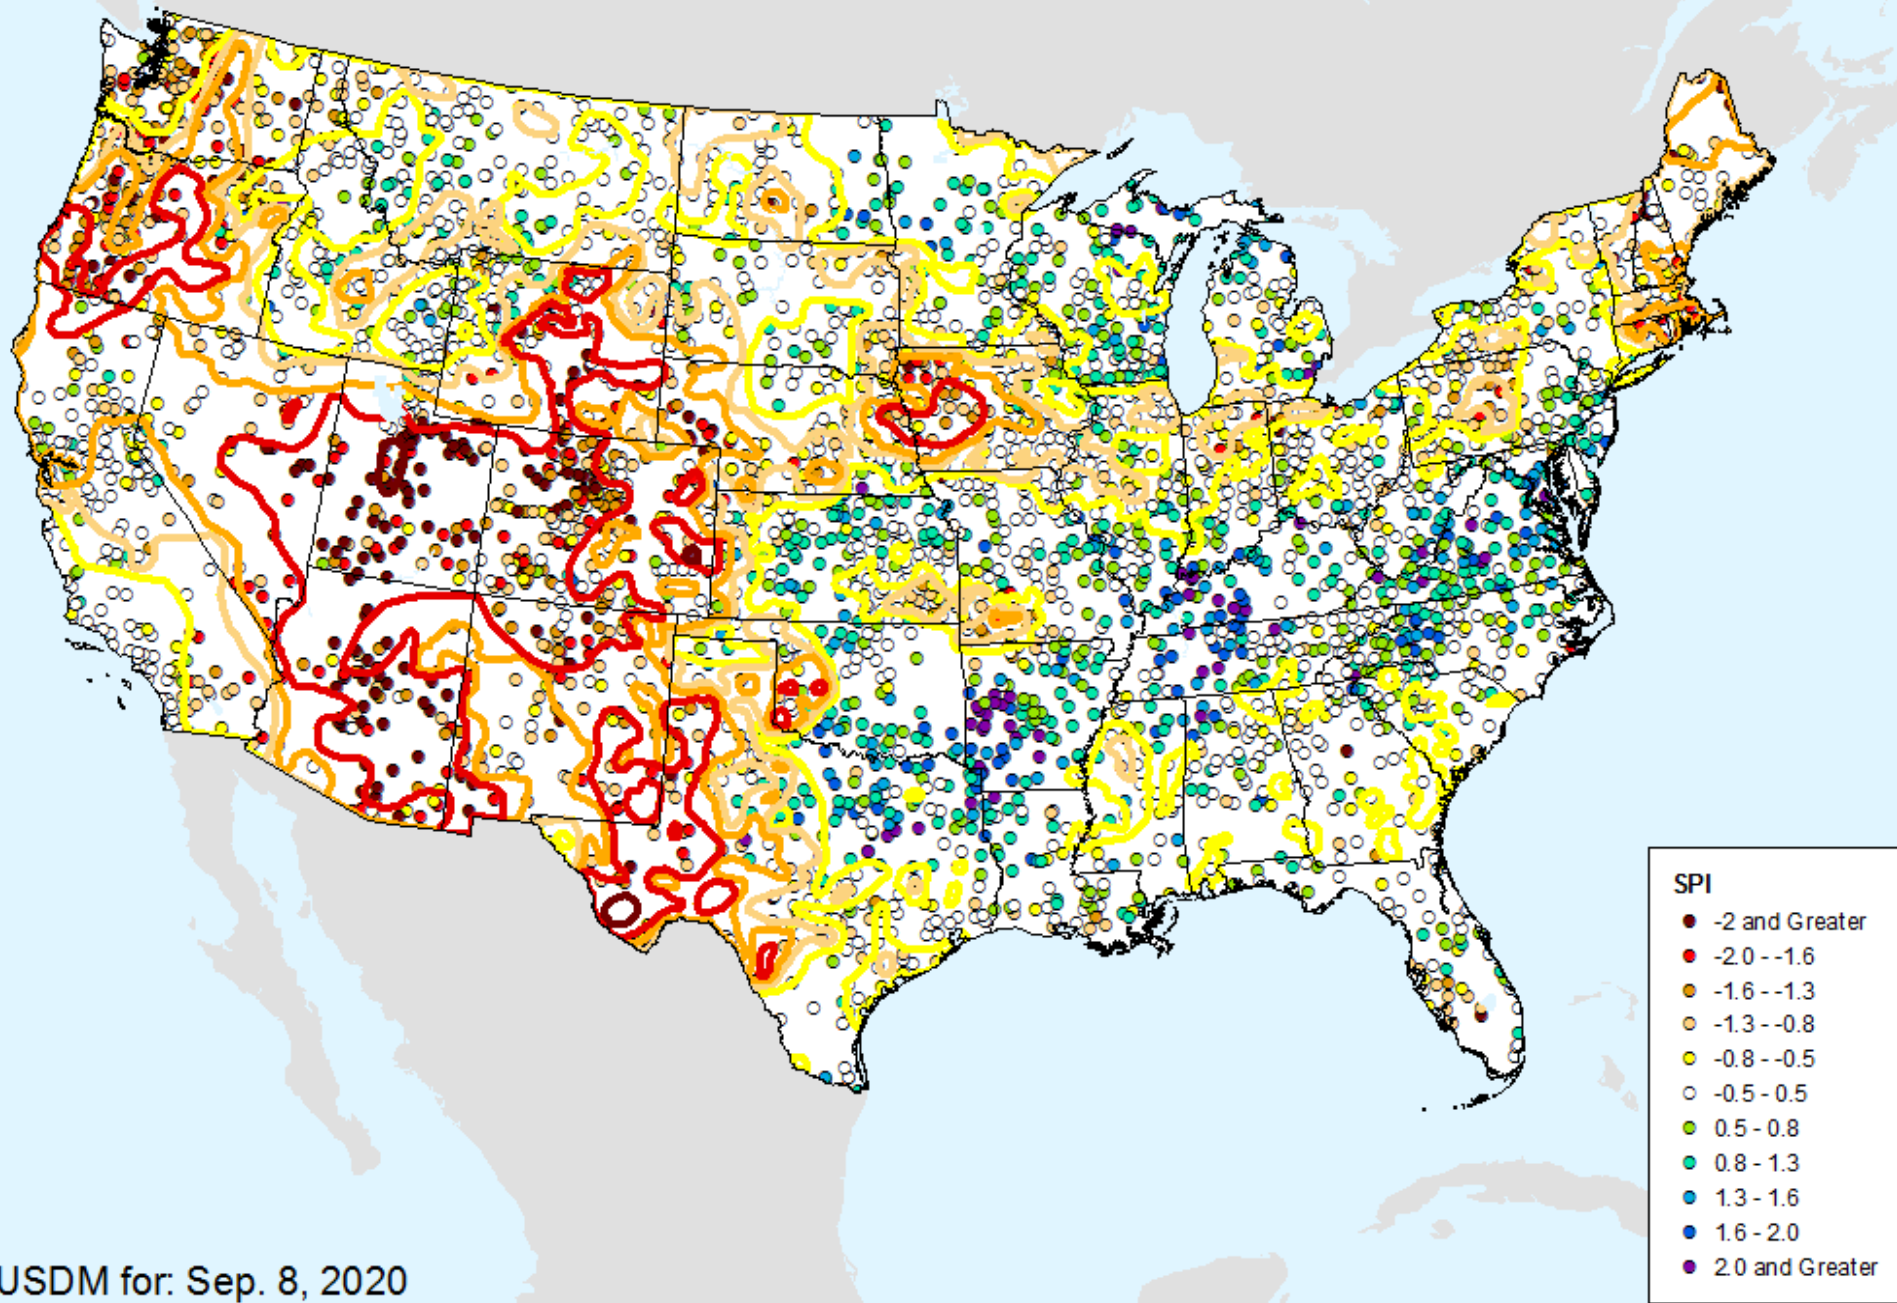 SPI
-2 and Greater
-2.0 - -1.6
-1.6 - -1.3
-1.3 - -0.8
-0.8 - -0.5
-0.5 - 0.5
0.5 - 0.8
0.8 - 1.3
1.3 - 1.6
1.6 - 2.0
2.0 and Greater
USDM for: Sep. 8, 2020